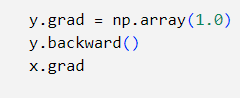 y.grad = np.array(1.0)
y.backward()
x.grad